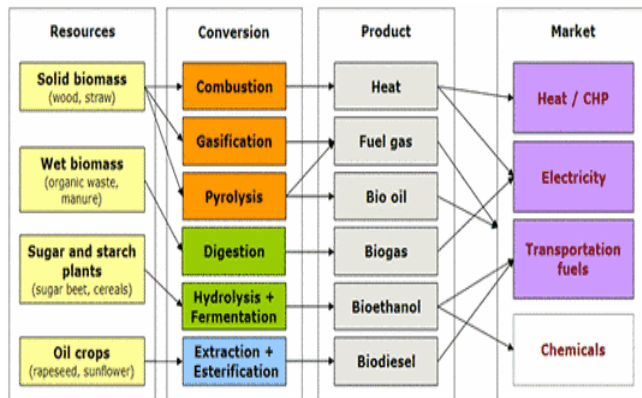 Resources
Conversion
Product
Market
Solid biomass
(wood, straw)
Wet biomass
(organic waste,
manure)
Sugar and starch
plants
(sugar beet, cereals)
Oil crops
(rapeseed, sunflower)
Combustion
Gasification
Pyrolysis
Digestion
Hydrolysis +
Fermentation
Extraction +
Esterification
Heat
Fuel gas
Bio oil
Biogas
Bioethanol
Biodiesel
Heat / CHP
Electricity
Transportation
fuels
Chemicals